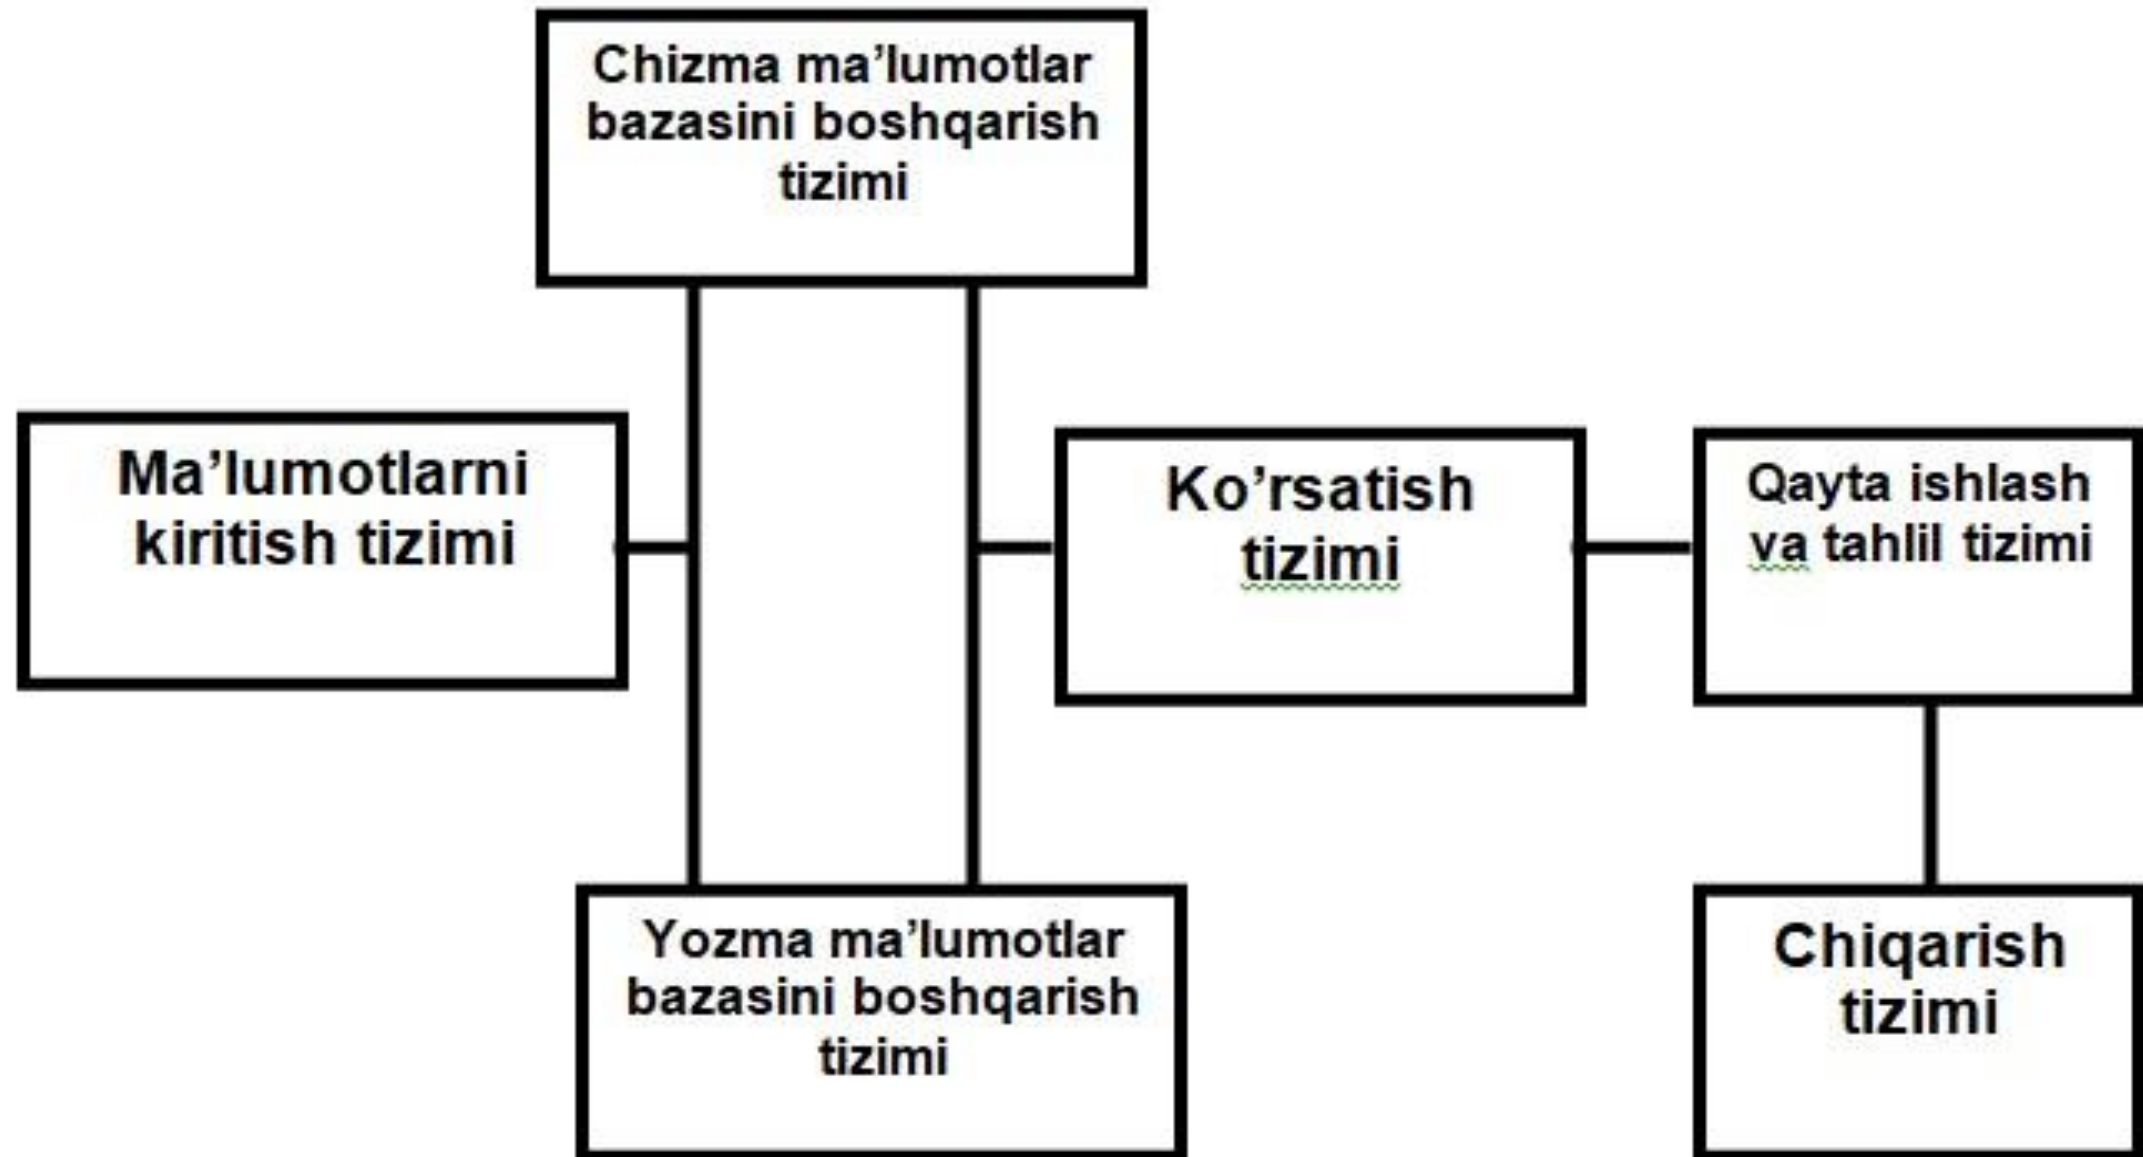 Chizma ma’lumotlar
bazasini boshqarish
tizimi
Ma’lumotlarni
kiritish tizimi
Ko’rsatish
tizimi
Qayta ishlash
va tahlil tizimi
Yozma ma’lumotlar
bazasini boshqarish
tizimi
Chiqarish
tizimi